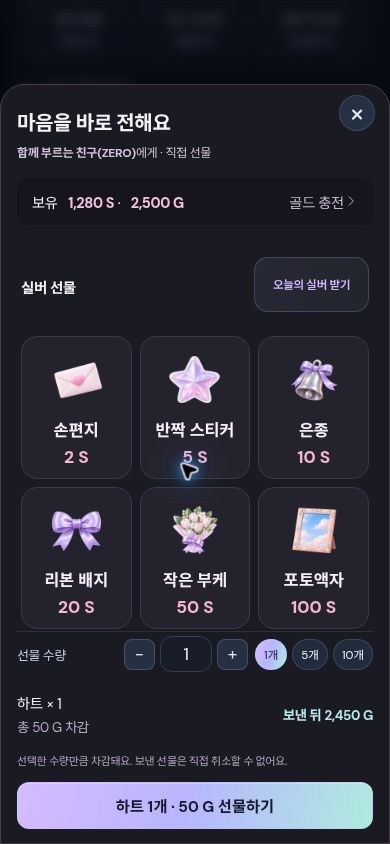 마음을 바로 전해요
함께 부르는 친구(ZERO)에게 · 직접 선물
보유 1,280 S · 2,500 G 골드 충전 >
실버 선물 오늘의 실버 받기
손편지 반짝 스티커 은종
2 S 5 S 10 S
리본 배지 작은 부케 포토액자
20 S 50 S 100 S
선물 수량 − 1 + 1개 5개 10개
하트 × 1
총 50 G 차감 보낸 뒤 2,450 G
선택한 수량만큼 차감돼요. 보낸 선물은 직접 취소할 수 없어요.
하트 1개 · 50 G 선물하기